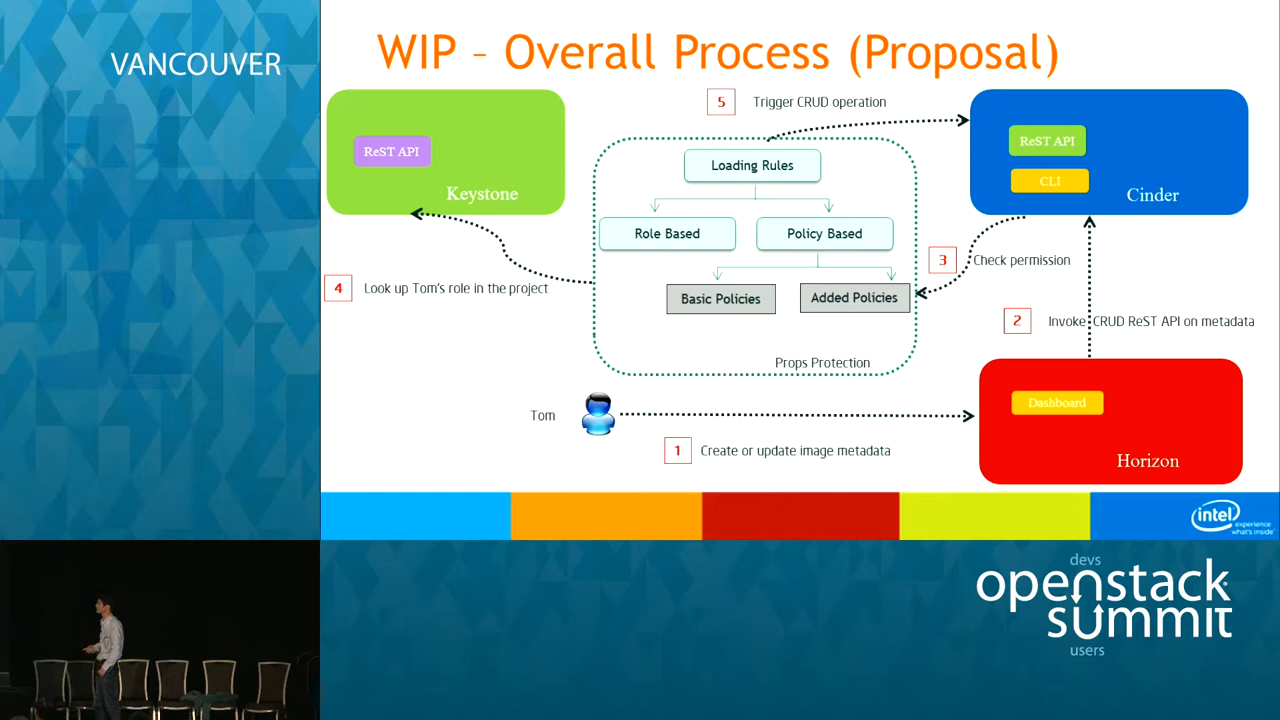 VANCOUVER
WIP – Overall Process (Proposal)
5 Trigger CRUD operation
ReST API
Keystone
Loading Rules
Role Based
Policy Based
Basic Policies
Added Policies
Props Protection
ReST API
CLI
Cinder
3 Check permission
4 Look up Tom's role in the project
2 Invoke CRUD ReST API on metadata
Tom
1 Create or update image metadata
Dashboard
Horizon
intel
experience
what's inside™
devs
openstack
summit
users